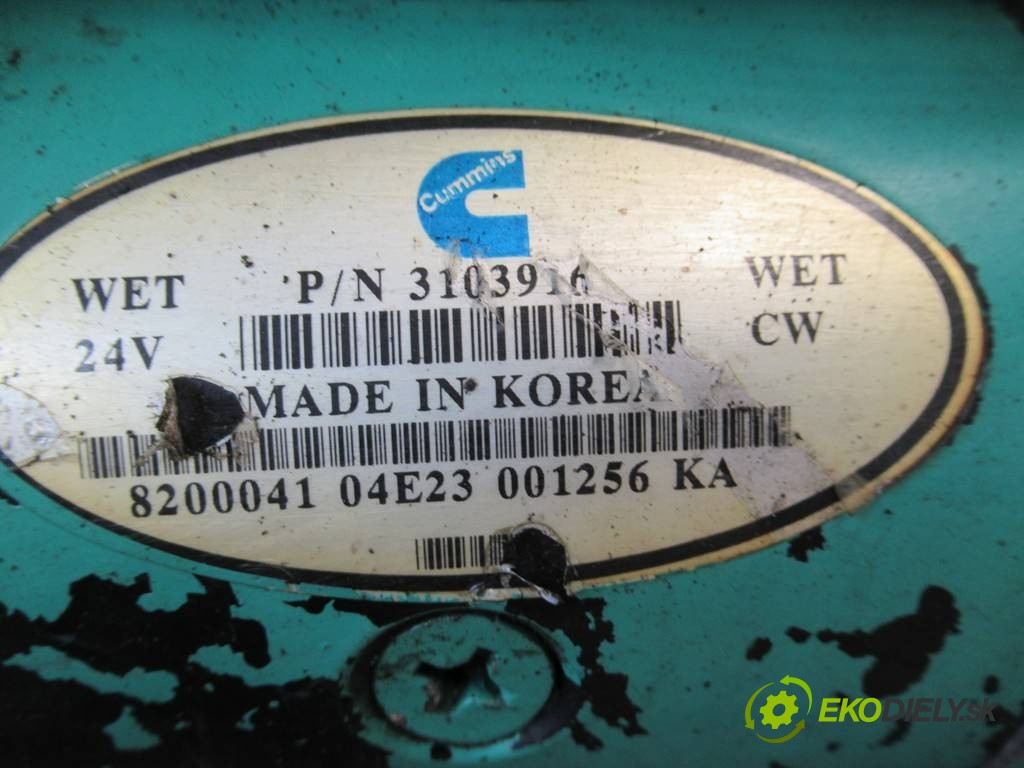 Cummins
WET P/N 3103916 WET
24V CW
MADE IN KOREA
8200041 04E23 001256 KA
EKODIELY.sk